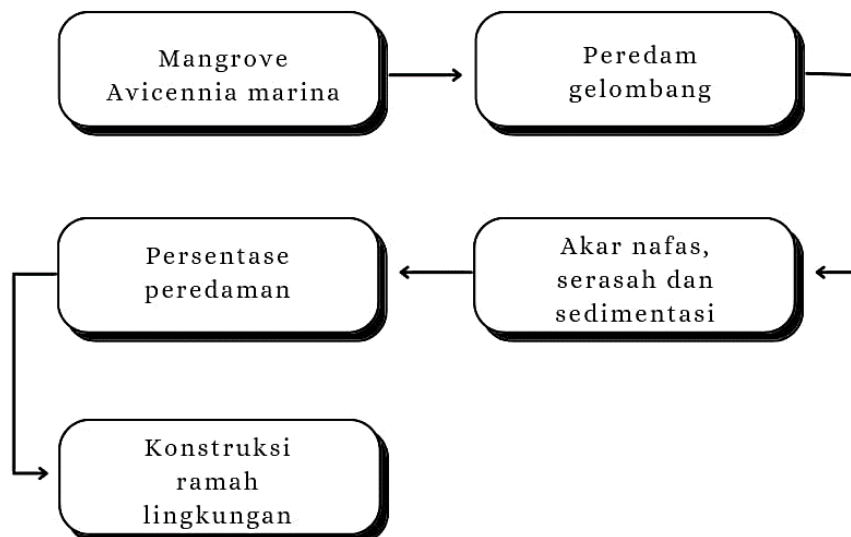 Mangrove
Avicennia marina
Peredam
gelombang
Akar nafas,
serasah dan
sedimentasi
Persentase
peredaman
Konstruksi
ramah
lingkungan